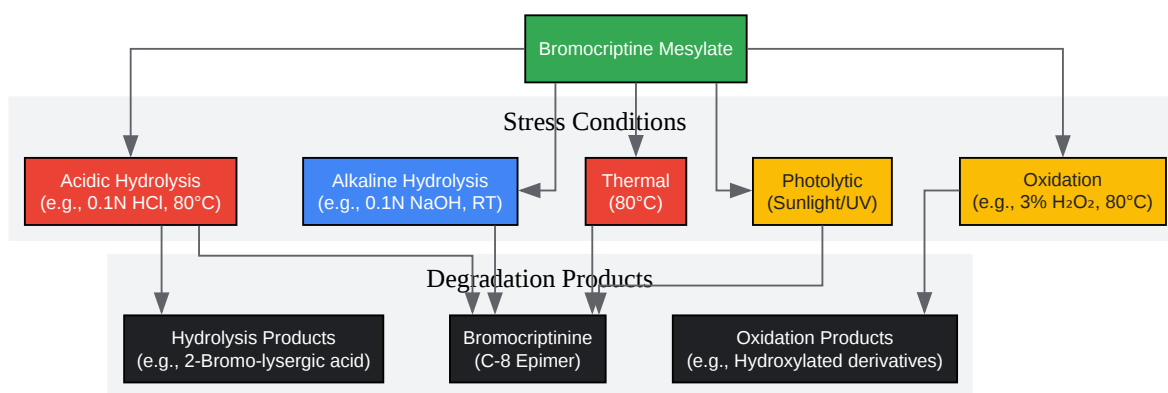 Bromocriptine Mesylate
Stress Conditions
Acidic Hydrolysis
(e.g., 0.1N HCl, 80°C)
Alkaline Hydrolysis
(e.g., 0.1N NaOH, RT)
Thermal
(80°C)
Photolytic
(Sunlight/UV)
Oxidation
(e.g., 3% H₂O₂, 80°C)
Degradation Products
Hydrolysis Products
(e.g., 2-Bromo-lysergic acid)
Bromocriptinine
(C-8 Epimer)
Oxidation Products
(e.g., Hydroxylated derivatives)